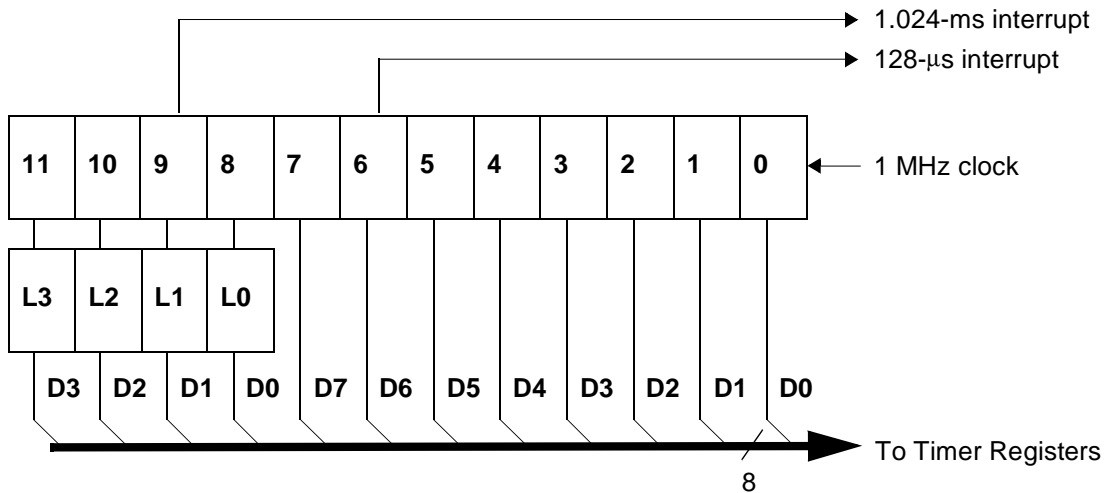 1.024-ms interrupt
128-μs interrupt
11 10 9 8 7 6 5 4 3 2 1 0
1 MHz clock
L3 L2 L1 L0
D3 D2 D1 D0 D7 D6 D5 D4 D3 D2 D1 D0
To Timer Registers
8